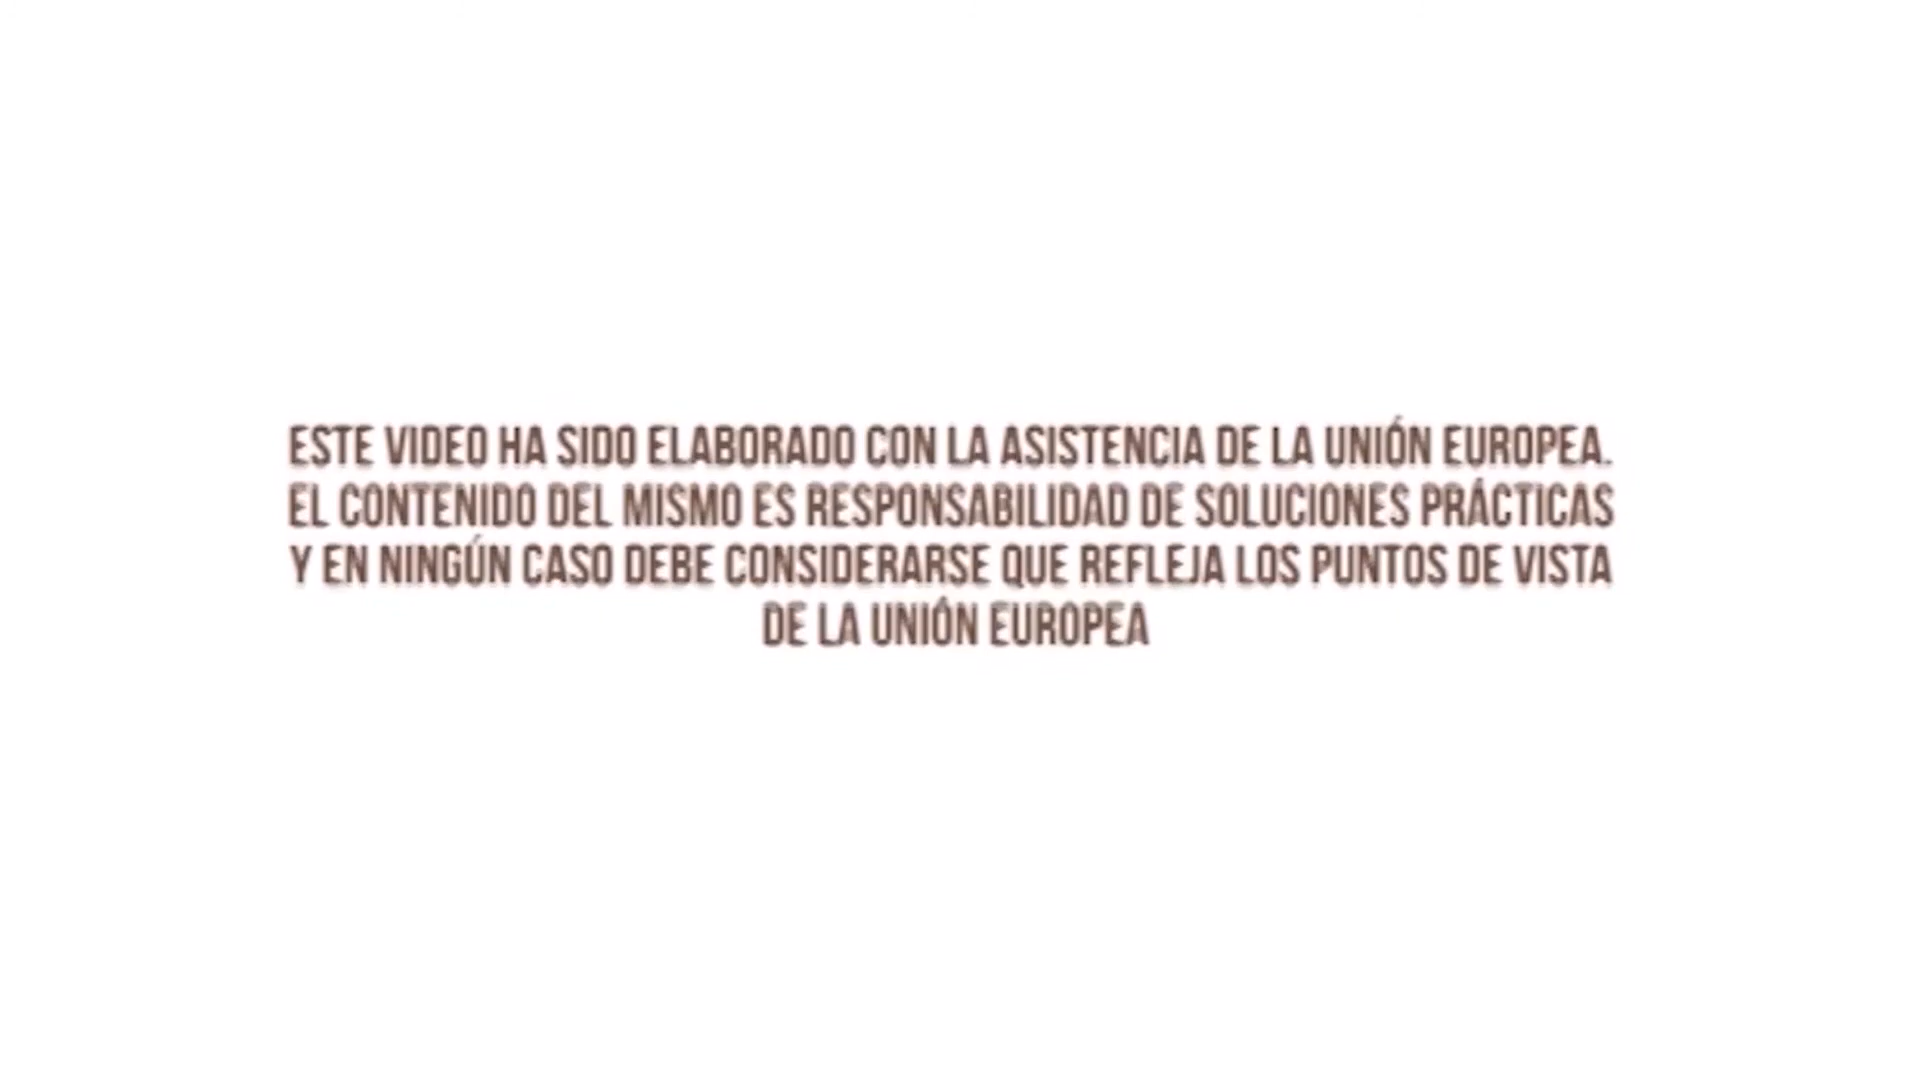 ESTE VIDEO HA SIDO ELABORADO CON LA ASISTENCIA DE LA UNIÓN EUROPEA.
EL CONTENIDO DEL MISMO ES RESPONSABILIDAD DE SOLUCIONES PRÁCTICAS
Y EN NINGÚN CASO DEBE CONSIDERARSE QUE REFLEJA LOS PUNTOS DE VISTA
DE LA UNIÓN EUROPEA